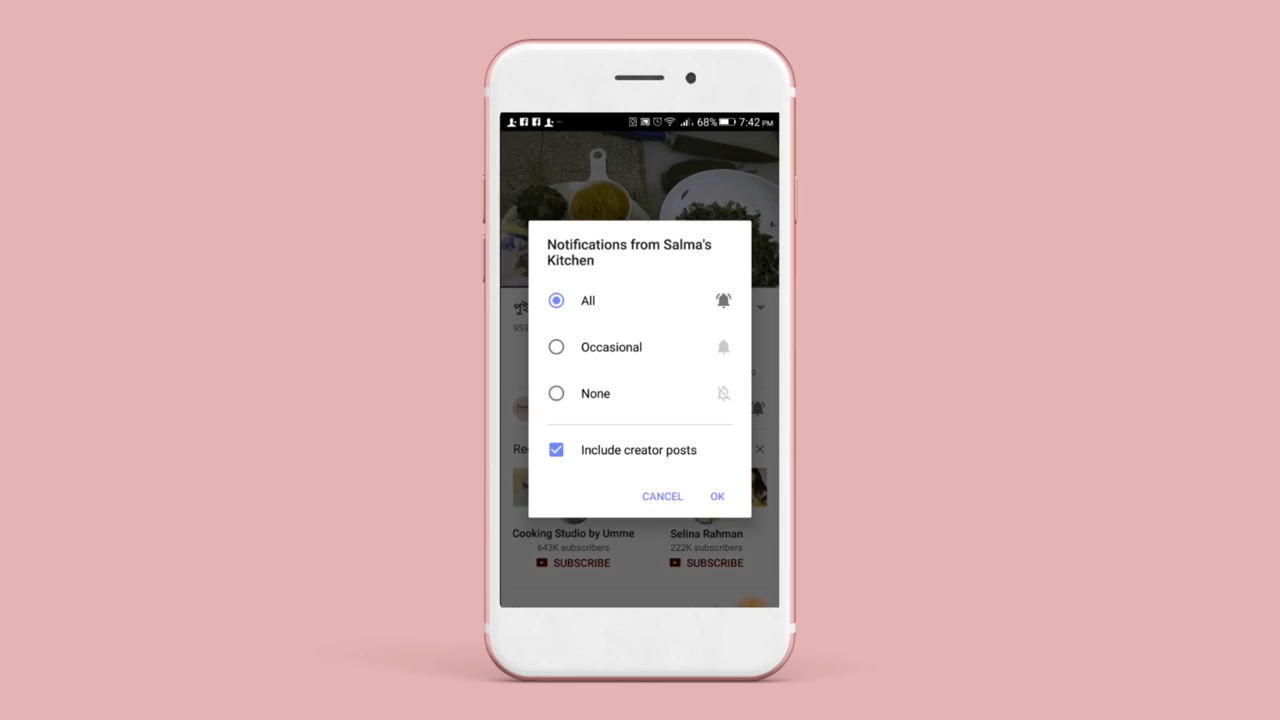 68% 7:42 PM
Notifications from Salma's
Kitchen
All
Occasional
None
Include creator posts
CANCEL OK
Cooking Studio by Umme
643K subscribers
SUBSCRIBE
Selina Rahman
222K subscribers
SUBSCRIBE